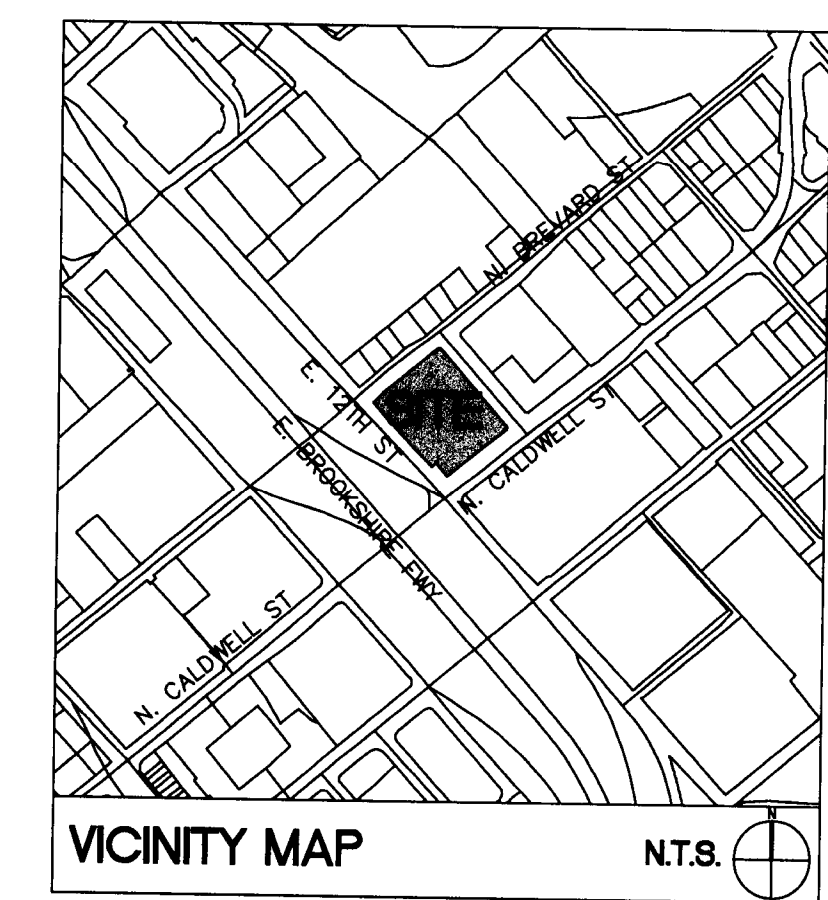 N. BREVARD ST
E. 12TH ST
SITE
E. BROOKSHIRE FWY
N. CALDWELL ST
N. CALDWELL ST
VICINITY MAP
N.T.S.
N